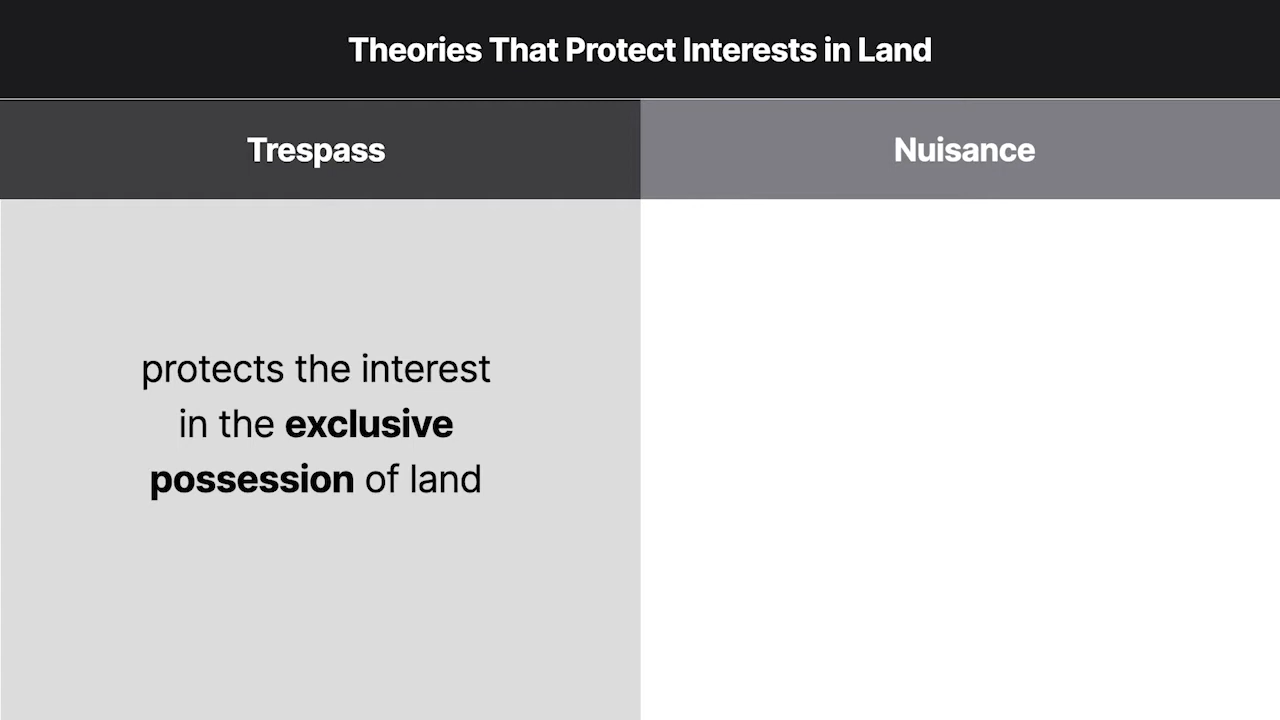 Theories That Protect Interests in Land
Trespass
Nuisance
protects the interest
in the exclusive
possession of land